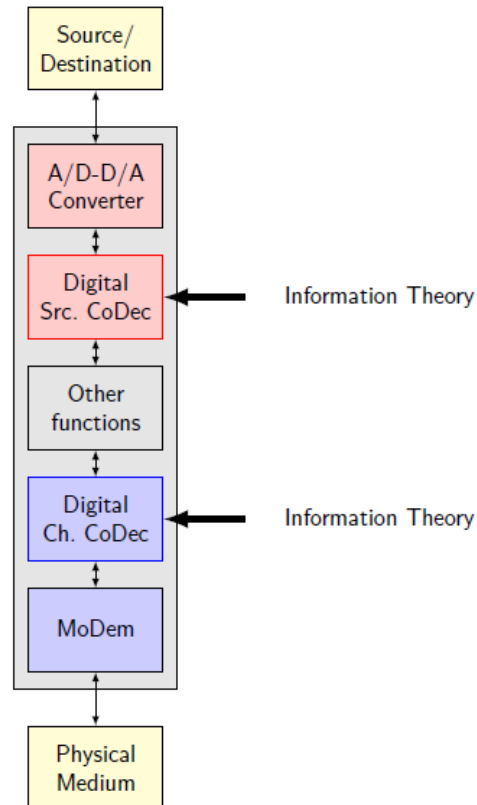 Source/
Destination
A/D-D/A
Converter
Digital
Src. CoDec
Information Theory
Other
functions
Digital
Ch. CoDec
Information Theory
MoDem
Physical
Medium